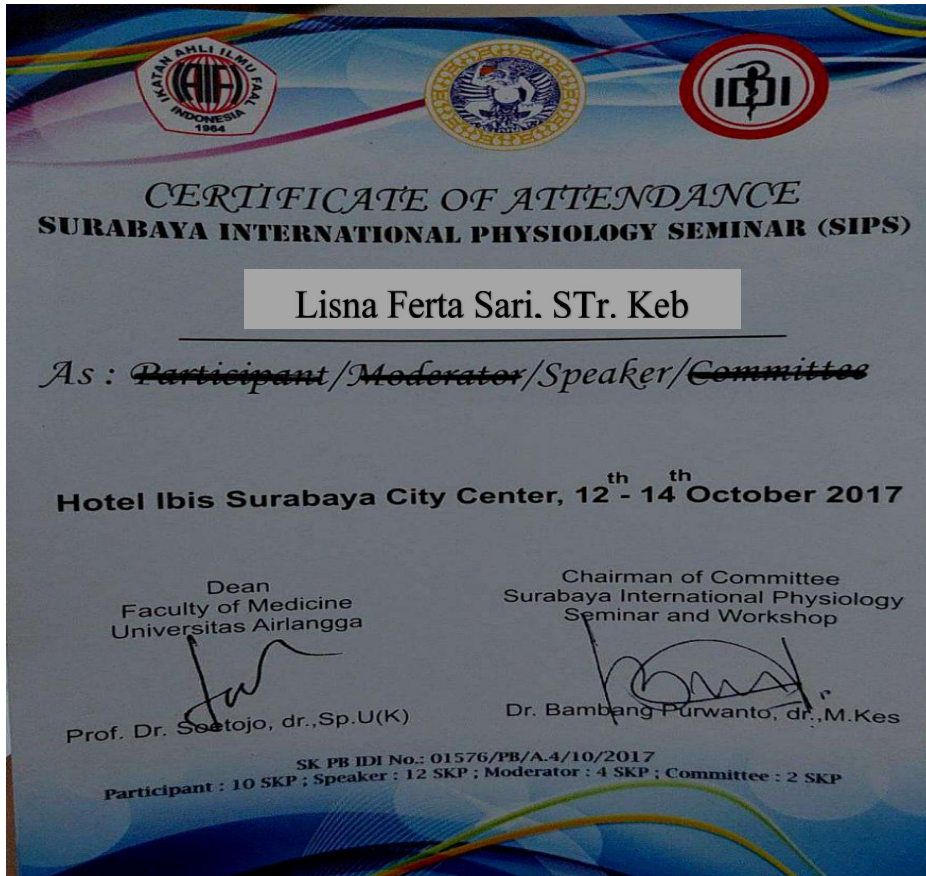 IKATAN AHLI ILMU FAAL
INDONESIA
1964
IDI
CERTIFICATE OF ATTENDANCE
SURABAYA INTERNATIONAL PHYSIOLOGY SEMINAR (SIPS)
Lisna Ferta Sari, STr. Keb
As : Participant/Moderator/Speaker/Committee
Hotel Ibis Surabaya City Center, 12th - 14th October 2017
Dean
Faculty of Medicine
Universitas Airlangga
Prof. Dr. Soetojo, dr.,Sp.U(K)
Chairman of Committee
Surabaya International Physiology
Seminar and Workshop
Dr. Bambang Purwanto, dr.,M.Kes
SK PB IDI No.: 01576/PB/A.4/10/2017
Participant : 10 SKP ; Speaker : 12 SKP ; Moderator : 4 SKP ; Committee : 2 SKP